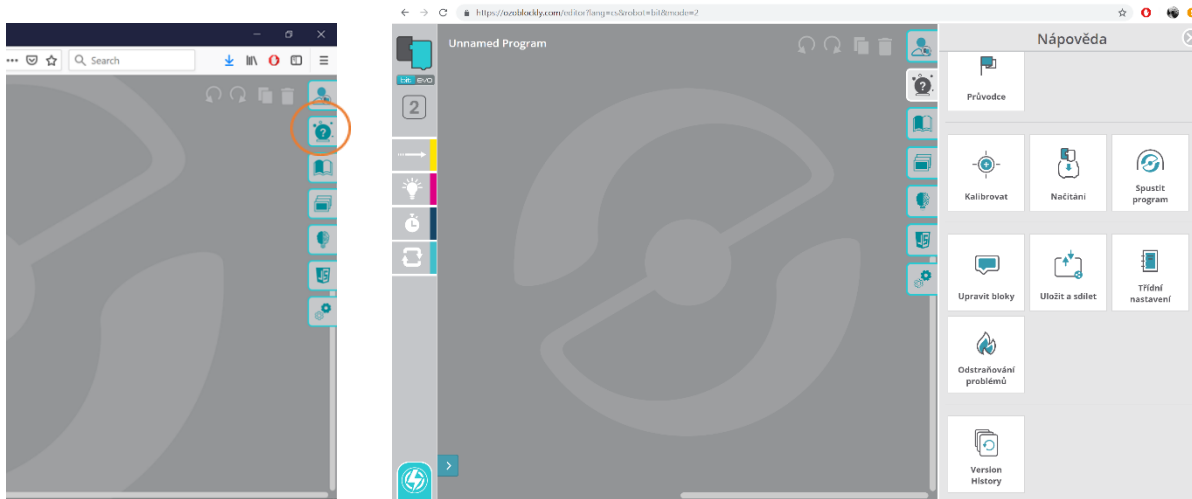 Search
https://ozoblockly.com/editor?lang=cs&robot=bit&mode=2
Unnamed Program
bit evo
2
Nápověda
Průvodce
Kalibrovat
Načítání
Spustit
program
Upravit bloky
Uložit a sdílet
Třídní
nastavení
Odstraňování
problémů
Version
History